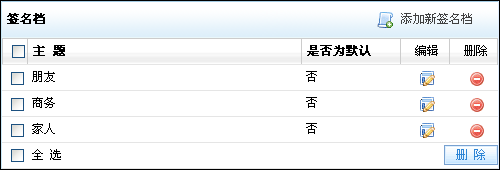 签名档 添加新签名档
主 题 是否为默认 编辑 删除
朋友 否
商务 否
家人 否
全 选 删 除